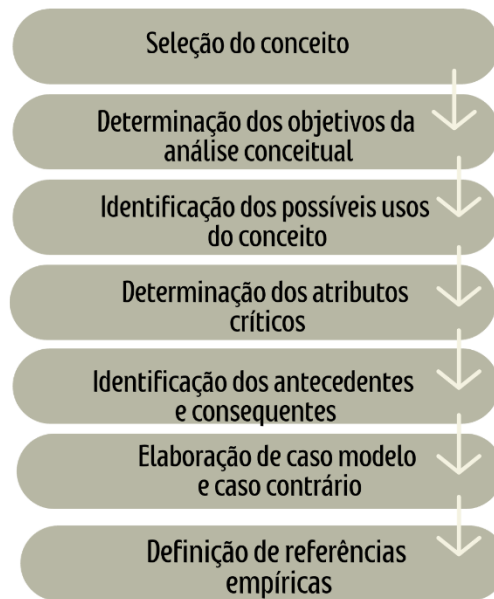 Seleção do conceito
Determinação dos objetivos da
análise conceitual
Identificação dos possíveis usos
do conceito
Determinação dos atributos
críticos
Identificação dos antecedentes
e consequentes
Elaboração de caso modelo
e caso contrário
Definição de referências
empíricas